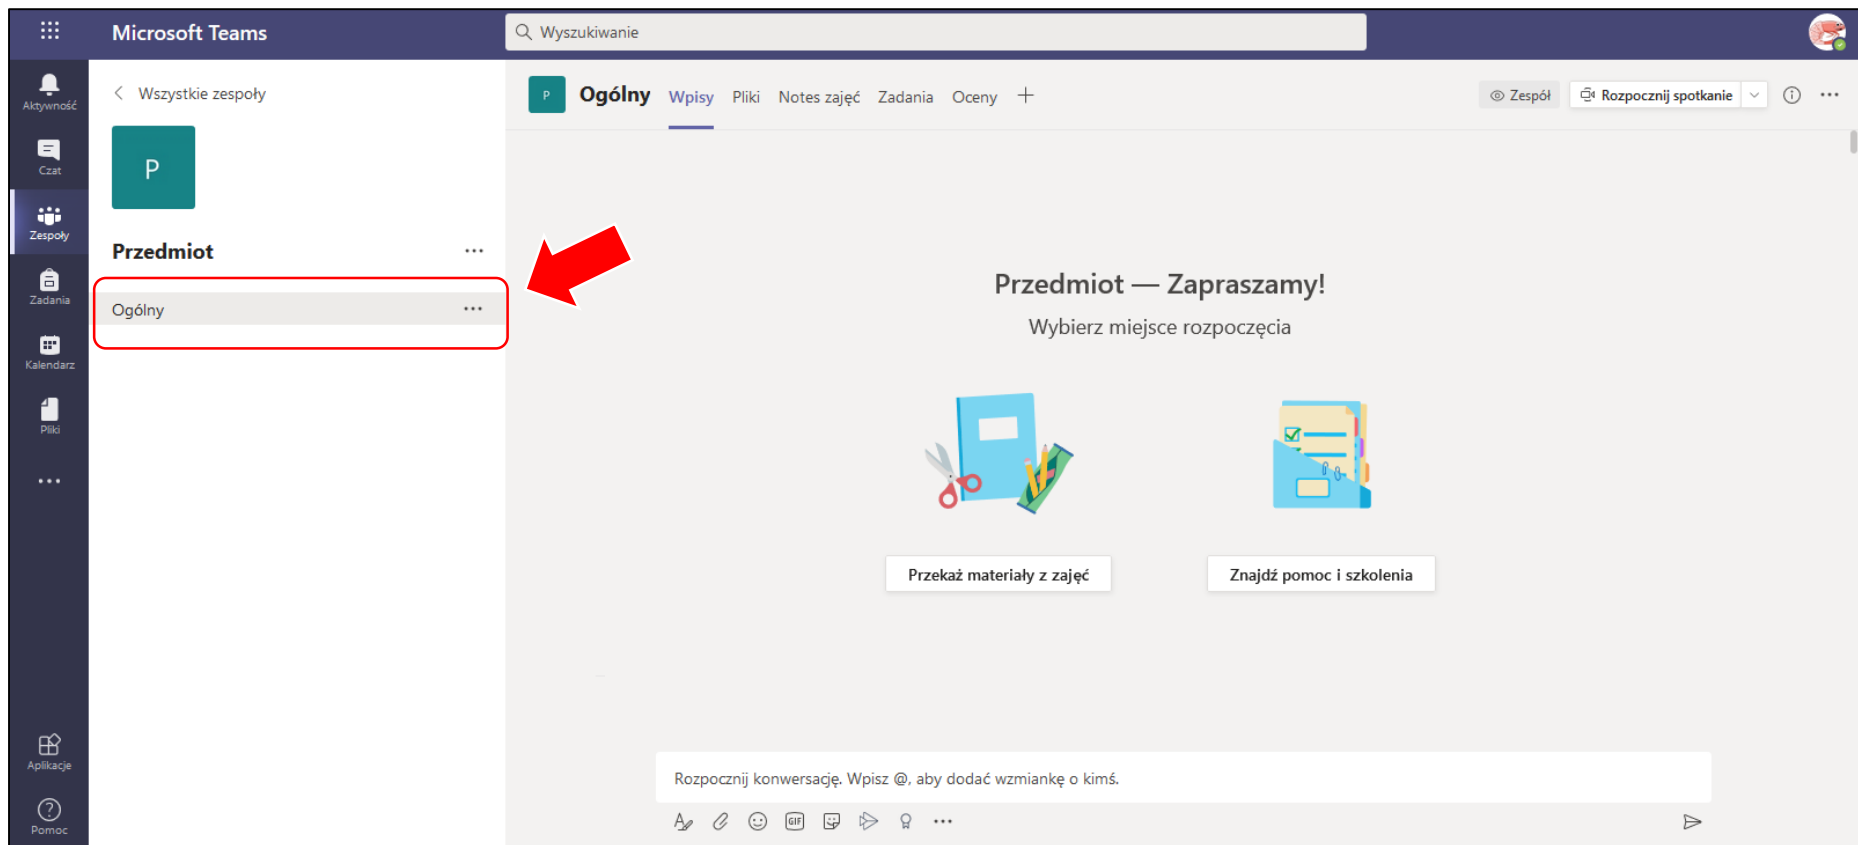 Microsoft Teams
Wyszukiwanie
Aktywność
Czat
Zespoły
Zadania
Kalendarz
Pliki
Aplikacje
Pomoc
Wszystkie zespoły
P
Przedmiot
Ogólny
P Ogólny Wpisy Pliki Notes zajęć Zadania Oceny
Zespół Rozpocznij spotkanie
Przedmiot — Zapraszamy!
Wybierz miejsce rozpoczęcia
Przekaż materiały z zajęć
Znajdź pomoc i szkolenia
Rozpocznij konwersację. Wpisz @, aby dodać wzmiankę o kimś.
GIF